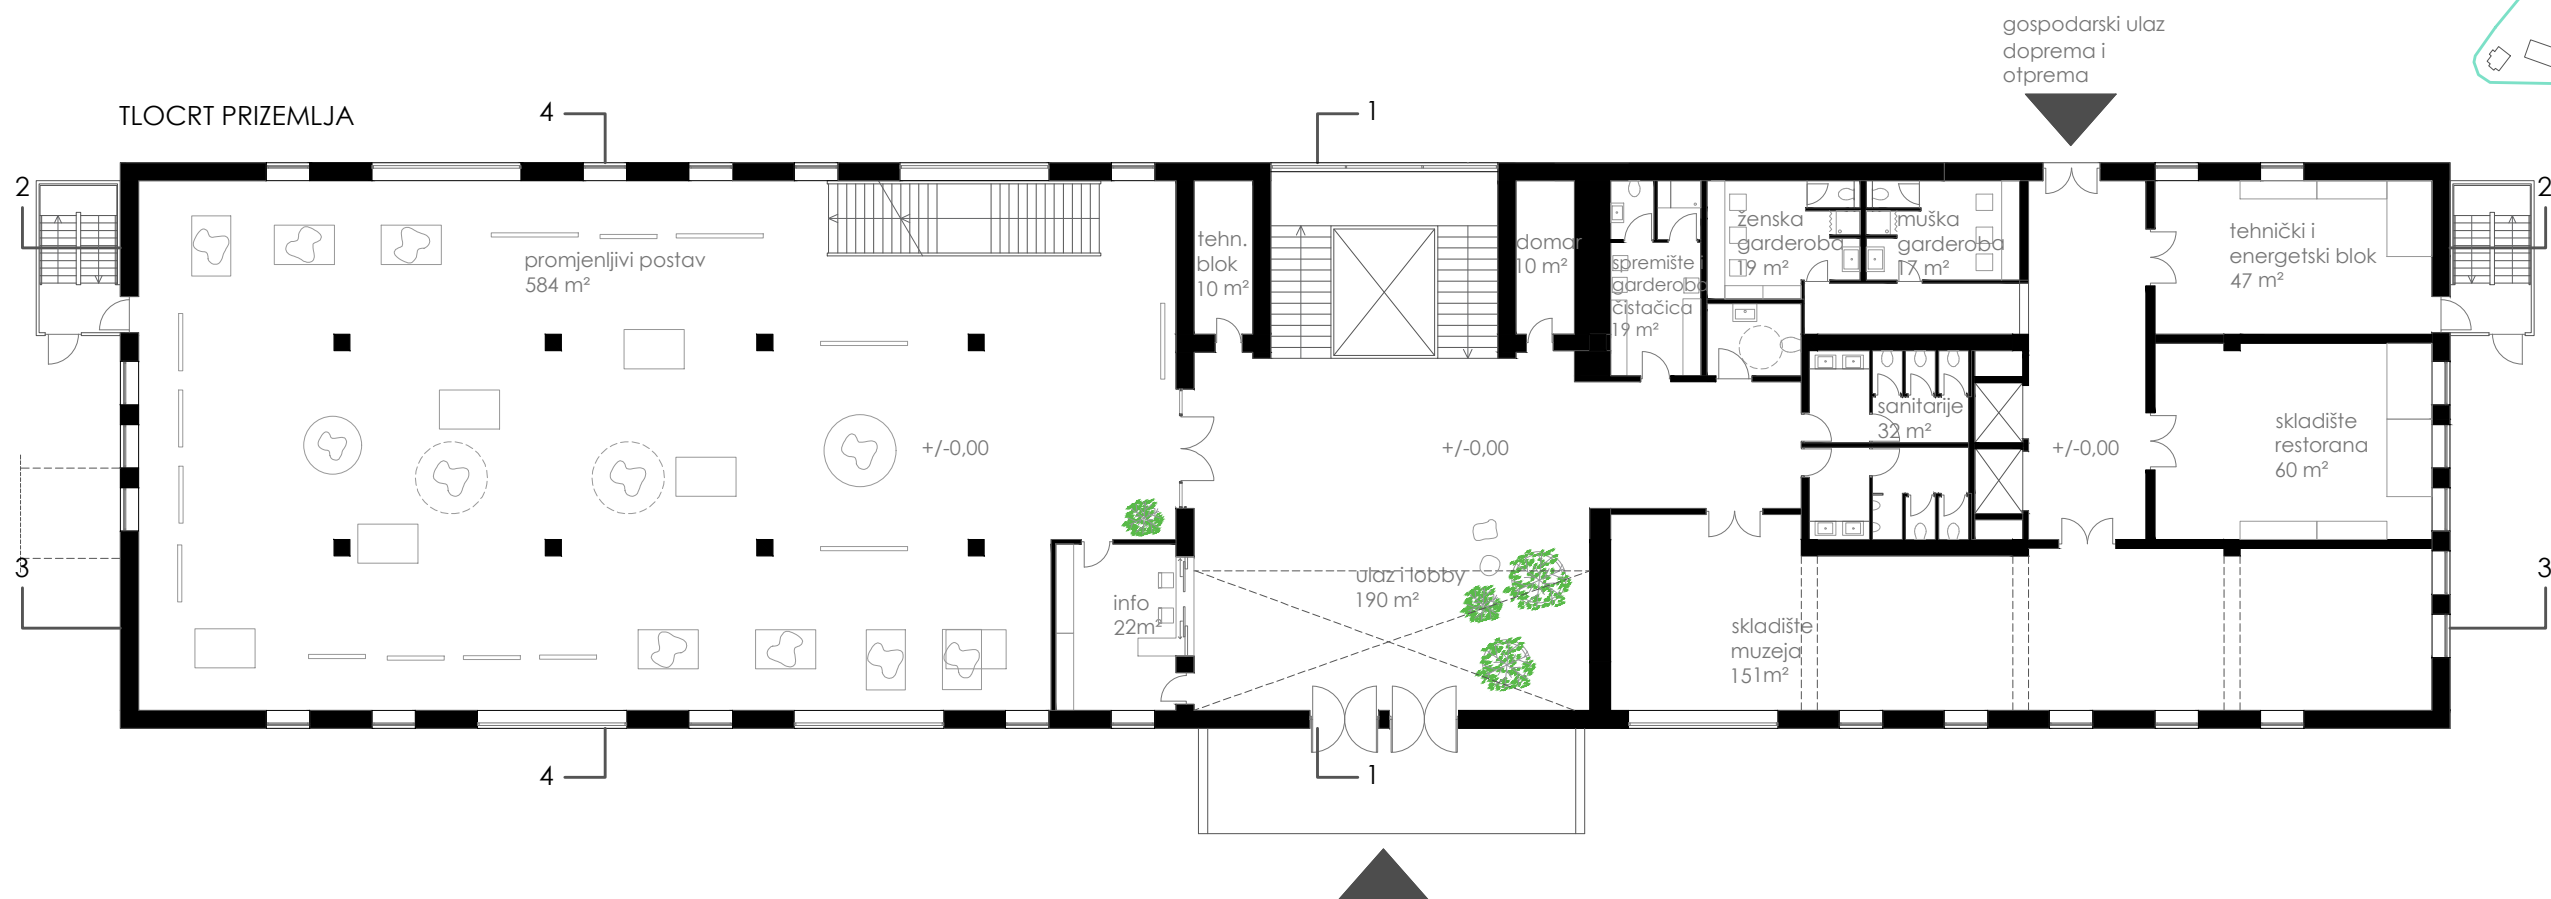 gospodarski ulaz
doprema i
otprema
TLOCRT PRIZEMLJA
4
1
2
2
promjenljivi postav
584 m²
tehn.
blok
10 m²
domar
10 m²
spremište i
garderoba
čistačica
19 m²
ženska
garderoba
19 m²
muška
garderoba
17 m²
tehnički i
energetski blok
47 m²
sanitarije
32 m²
skladište
restorana
60 m²
+/-0,00
+/-0,00
+/-0,00
3
3
info
22m²
ulaz i lobby
190 m²
skladište
muzeja
151m²
4
1